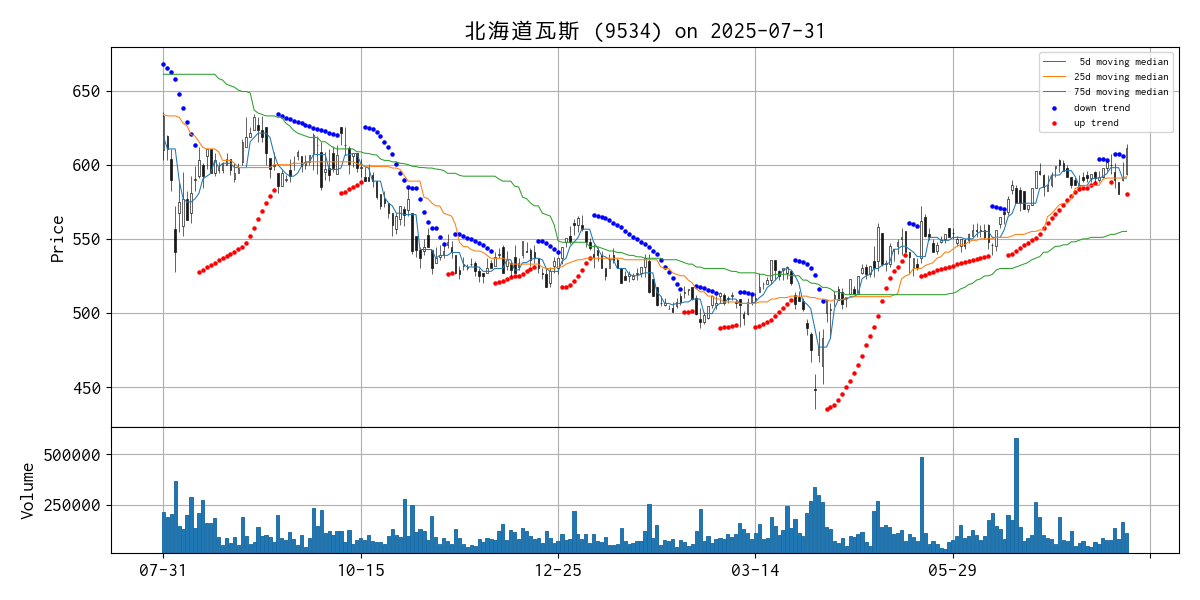 北海道瓦斯 (9534) on 2025-07-31
5d moving median
25d moving median
75d moving median
down trend
up trend
Price
650
600
550
500
450
Volume
500000
250000
07-31
10-15
12-25
03-14
05-29